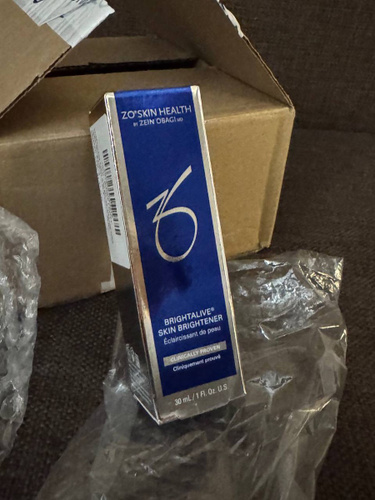 ZO® SKIN HEALTH
BY ZEIN OBAGI MD
BRIGHTALIVE®
SKIN BRIGHTENER
Éclaircissant de peau
CLINICALLY PROVEN
Cliniquement prouvé
30 mL / 1 Fl. Oz. U.S.